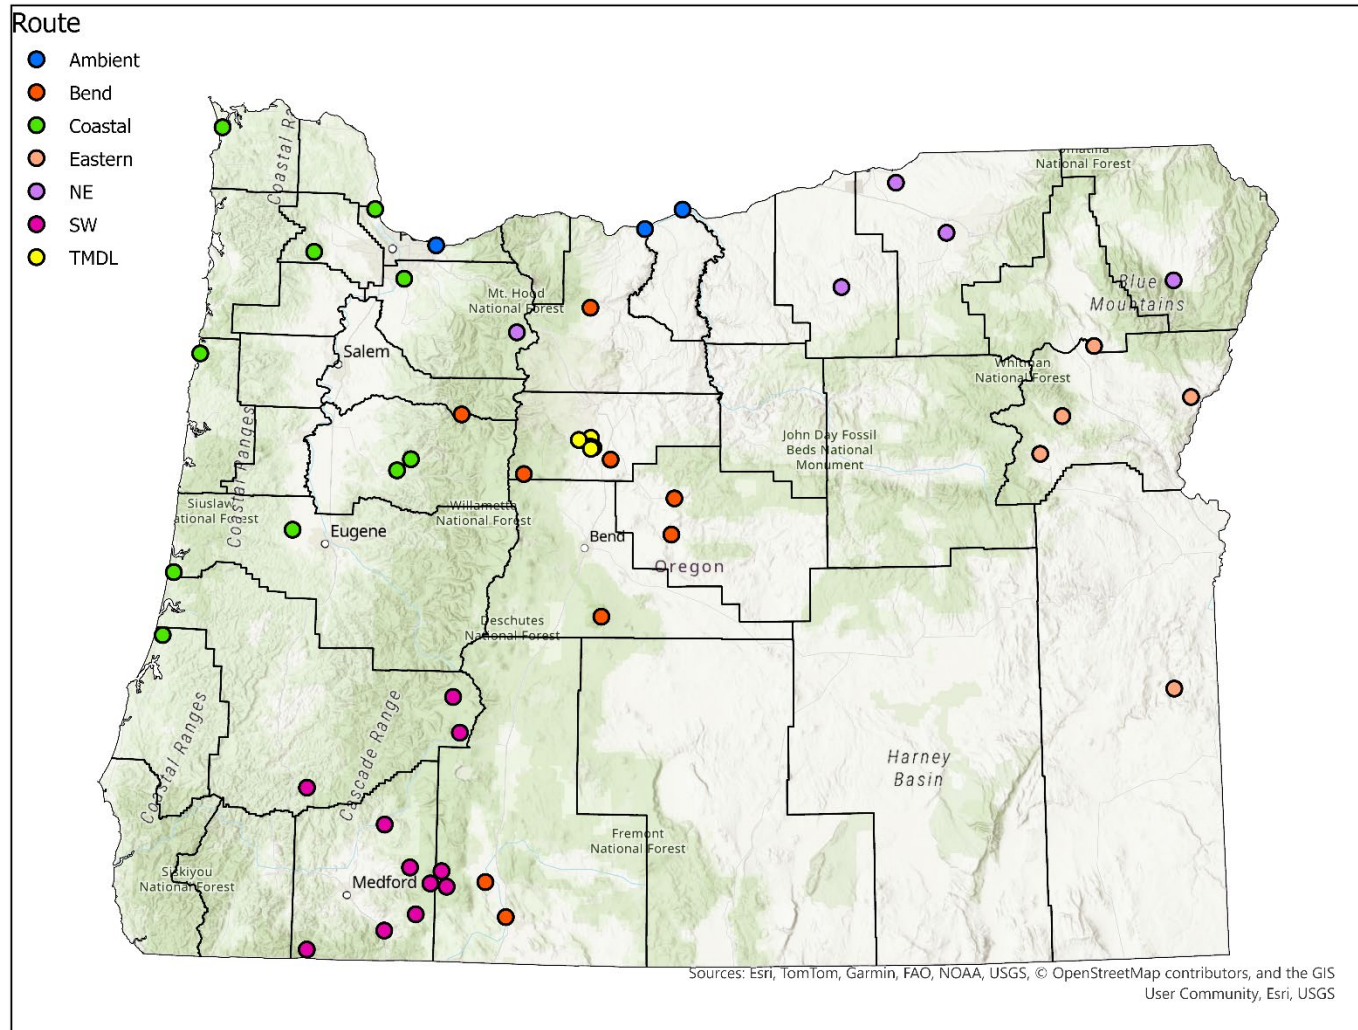 Route
Ambient
Bend
Coastal
Eastern
NE
SW
TMDL
Coastal
National Forest
Mt. Hood
National Forest
Blue
Mountains
Salem
Whitman
National Forest
Coastal Ranges
John Day Fossil
Beds National
Monument
Siuslaw
National Forest
Willamette
National Forest
Eugene
Bend
Oregon
Deschutes
National Forest
Coastal Ranges
Cascade Range
Harney
Basin
Fremont
National Forest
Siskiyou
National Forest
Medford
Sources: Esri, TomTom, Garmin, FAO, NOAA, USGS, © OpenStreetMap contributors, and the GIS
User Community, Esri, USGS